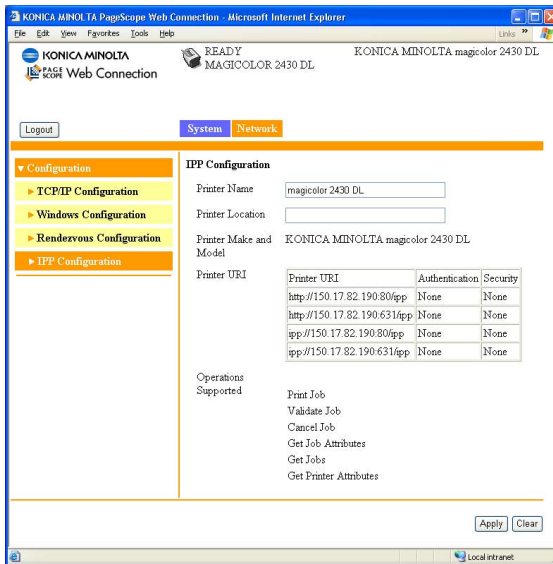 KONICA MINOLTA PageScope Web Connection - Microsoft Internet Explorer
File Edit View Favorites Tools Help Links »
KONICA MINOLTA
PAGE SCOPE Web Connection
READY
MAGICOLOR 2430 DL
KONICA MINOLTA magicolor 2430 DL
Logout
System Network
Configuration
TCP/IP Configuration
Windows Configuration
Rendezvous Configuration
IPP Configuration
IPP Configuration
Printer Name magicolor 2430 DL
Printer Location
Printer Make and Model KONICA MINOLTA magicolor 2430 DL
Printer URI
Printer URI Authentication Security
http://150.17.82.190:80/ipp None None
http://150.17.82.190:631/ipp None None
ipp://150.17.82.190:80/ipp None None
ipp://150.17.82.190:631/ipp None None
Operations
Supported
Print Job
Validate Job
Cancel Job
Get Job Attributes
Get Jobs
Get Printer Attributes
Apply Clear
Local intranet